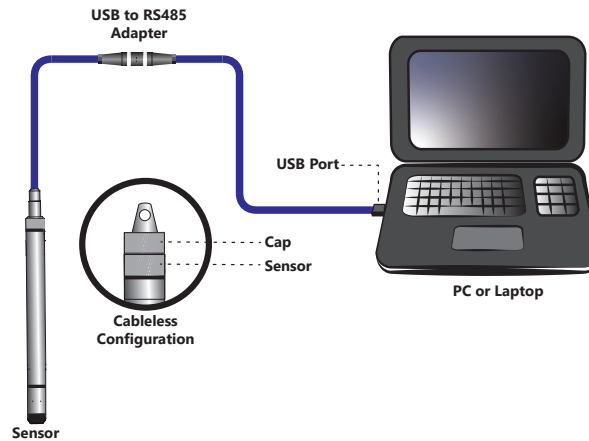 USB to RS485
Adapter
USB Port
Cap
Sensor
PC or Laptop
Cableless
Configuration
Sensor